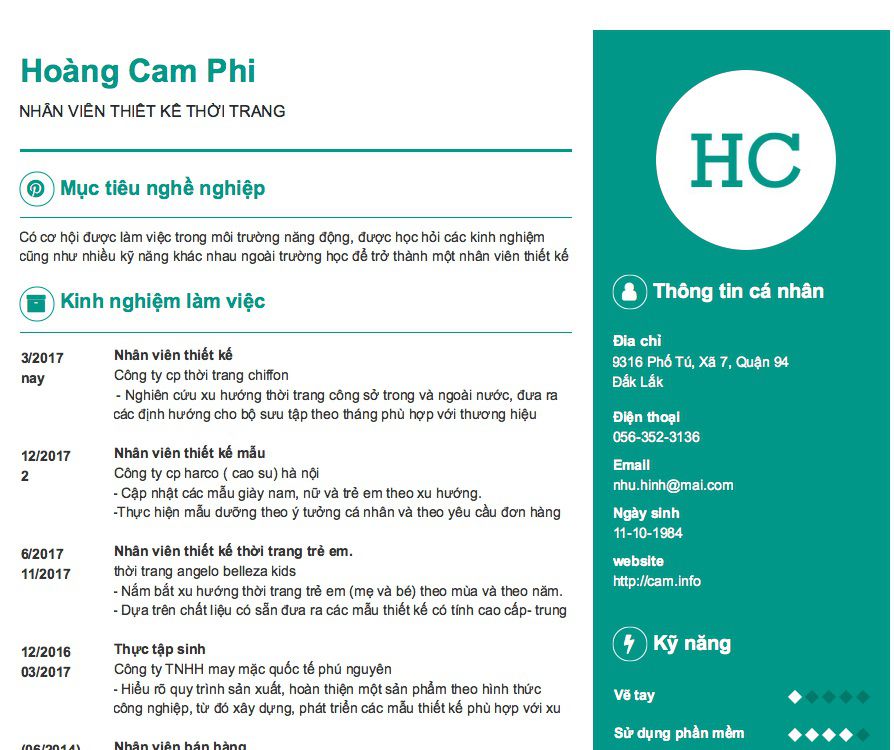 Hoàng Cam Phi
NHÂN VIÊN THIẾT KẾ THỜI TRANG
Mục tiêu nghề nghiệp
Có cơ hội được làm việc trong môi trường năng động, được học hỏi các kinh nghiệm
cũng như nhiều kỹ năng khác nhau ngoài trường học để trở thành một nhân viên thiết kế
Kinh nghiệm làm việc
3/2017
nay
Nhân viên thiết kế
Công ty cp thời trang chiffon
- Nghiên cứu xu hướng thời trang công sở trong và ngoài nước, đưa ra
các định hướng cho bộ sưu tập theo tháng phù hợp với thương hiệu
12/2017
2
Nhân viên thiết kế mẫu
Công ty cp harco ( cao su) hà nội
- Cập nhật các mẫu giày nam, nữ và trẻ em theo xu hướng.
-Thực hiện mẫu dưỡng theo ý tưởng cá nhân và theo yêu cầu đơn hàng
6/2017
11/2017
Nhân viên thiết kế thời trang trẻ em.
thời trang angelo belleza kids
- Nắm bắt xu hướng thời trang trẻ em (mẹ và bé) theo mùa và theo năm.
- Dựa trên chất liệu có sẵn đưa ra các mẫu thiết kế có tính cao cấp- trung
12/2016
03/2017
Thực tập sinh
Công ty TNHH may mặc quốc tế phú nguyên
- Hiểu rõ quy trình sản xuất, hoàn thiện một sản phẩm theo hình thức
công nghiệp, từ đó xây dựng, phát triển các mẫu thiết kế phù hợp với xu
(06/2014)
Nhân viên bán hàng
HC
Thông tin cá nhân
Địa chỉ
9316 Phố Tú, Xã 7, Quận 94
Đắk Lắk
Điện thoại
056-352-3136
Email
nhu.hinh@mai.com
Ngày sinh
11-10-1984
website
http://cam.info
Kỹ năng
Vẽ tay
Sử dụng phần mềm